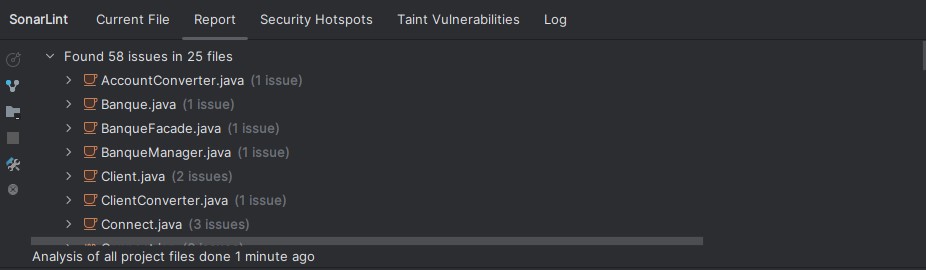 SonarLint Current File Report Security Hotspots Taint Vulnerabilities Log
Found 58 issues in 25 files
AccountConverter.java (1 issue)
Banque.java (1 issue)
BanqueFacade.java (1 issue)
BanqueManager.java (1 issue)
Client.java (2 issues)
ClientConverter.java (1 issue)
Connect.java (3 issues)
Analysis of all project files done 1 minute ago